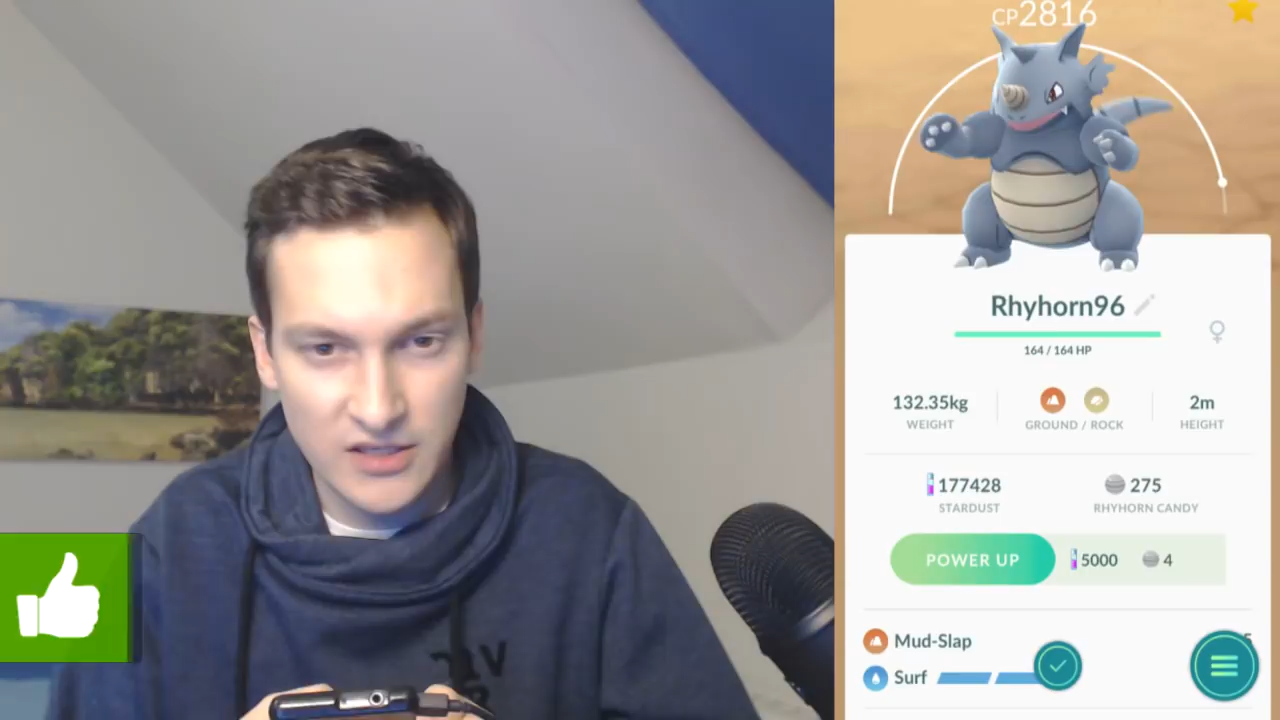 CP2816
Rhyhorn96
164 / 164 HP
132.35kg
WEIGHT
GROUND / ROCK
2m
HEIGHT
177428
STARDUST
275
RHYHORN CANDY
POWER UP
5000
4
Mud-Slap
5
Surf